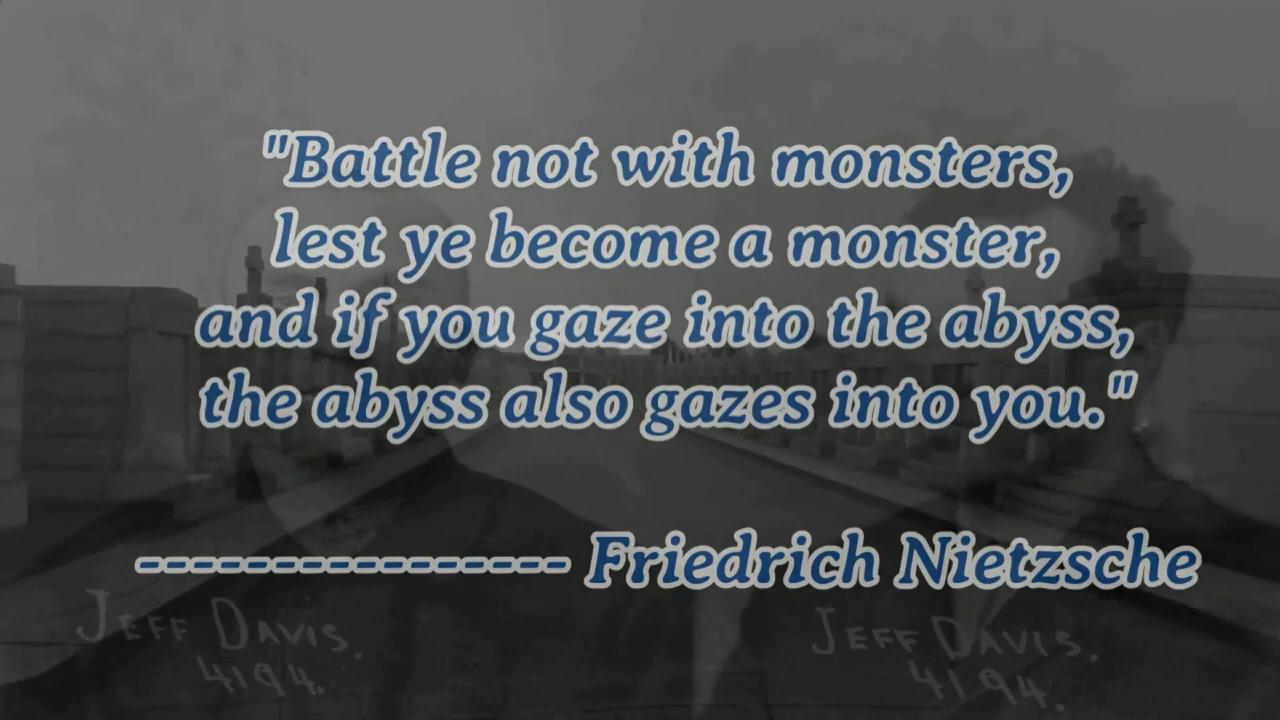 "Battle not with monsters,
lest ye become a monster,
and if you gaze into the abyss,
the abyss also gazes into you."
----------------- Friedrich Nietzsche
JEFF DAVIS.
4194.
JEFF DAVIS.
4194.